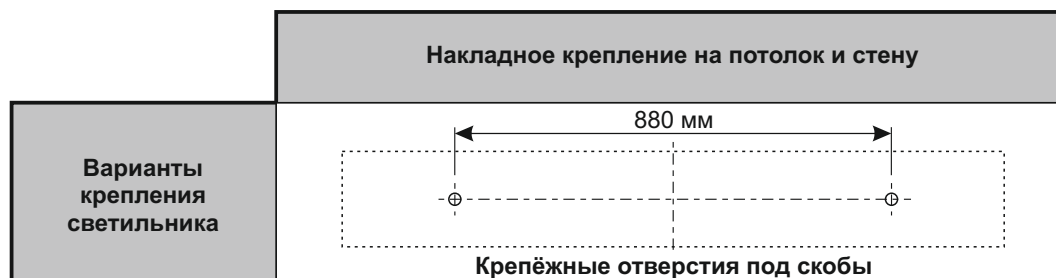 Накладное крепление на потолок и стену
880 мм
Варианты
крепления
светильника
Крепёжные отверстия под скобы